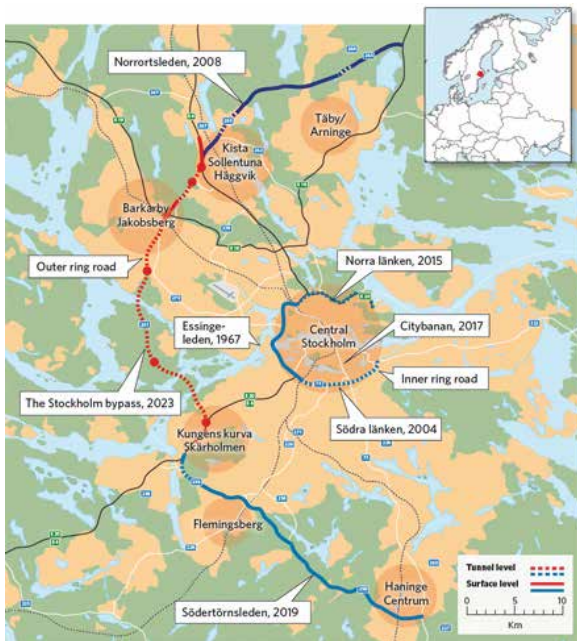 Norrortsleden, 2008
Täby/
Arninge
Kista
Sollentuna
Häggvik
Barkarby
Jakobsberg
Outer ring road
Norra länken, 2015
Essinge-
leden, 1967
Central
Stockholm
Citybanan, 2017
Inner ring road
The Stockholm bypass, 2023
Södra länken, 2004
Kungens kurva
Skärholmen
Flemingsberg
Södertörnsleden, 2019
Haninge
Centrum
Tunnel level
Surface level
0 10
Km